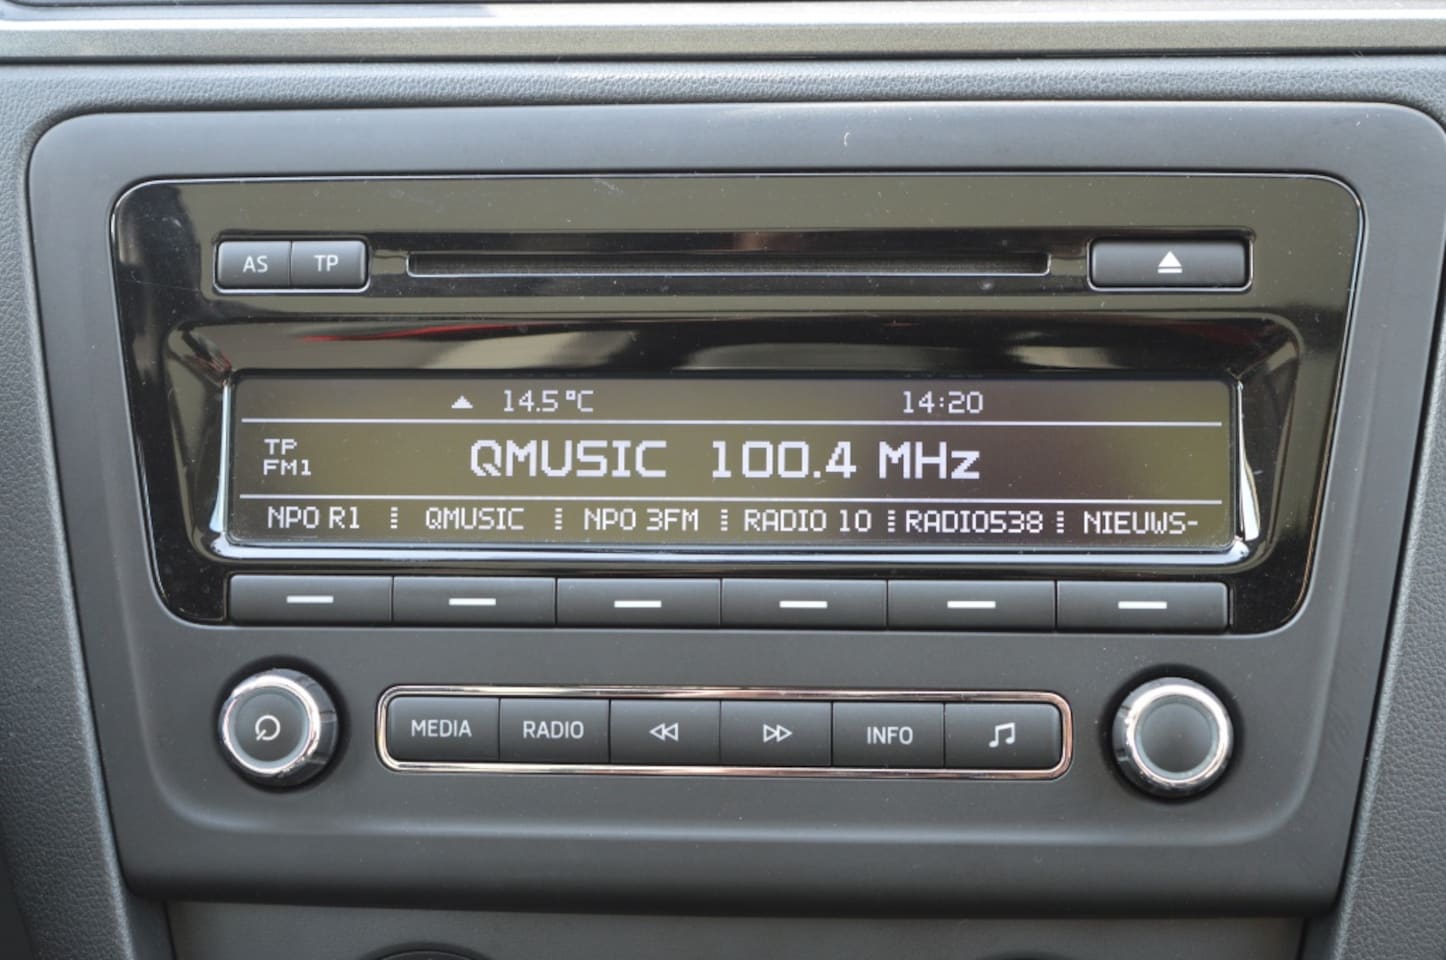 AS TP
14.5°C 14:20
TP
FM1
QMUSIC 100.4 MHz
NPO R1 QMUSIC NPO 3FM RADIO 10 RADIO538 NIEUWS-
MEDIA RADIO INFO